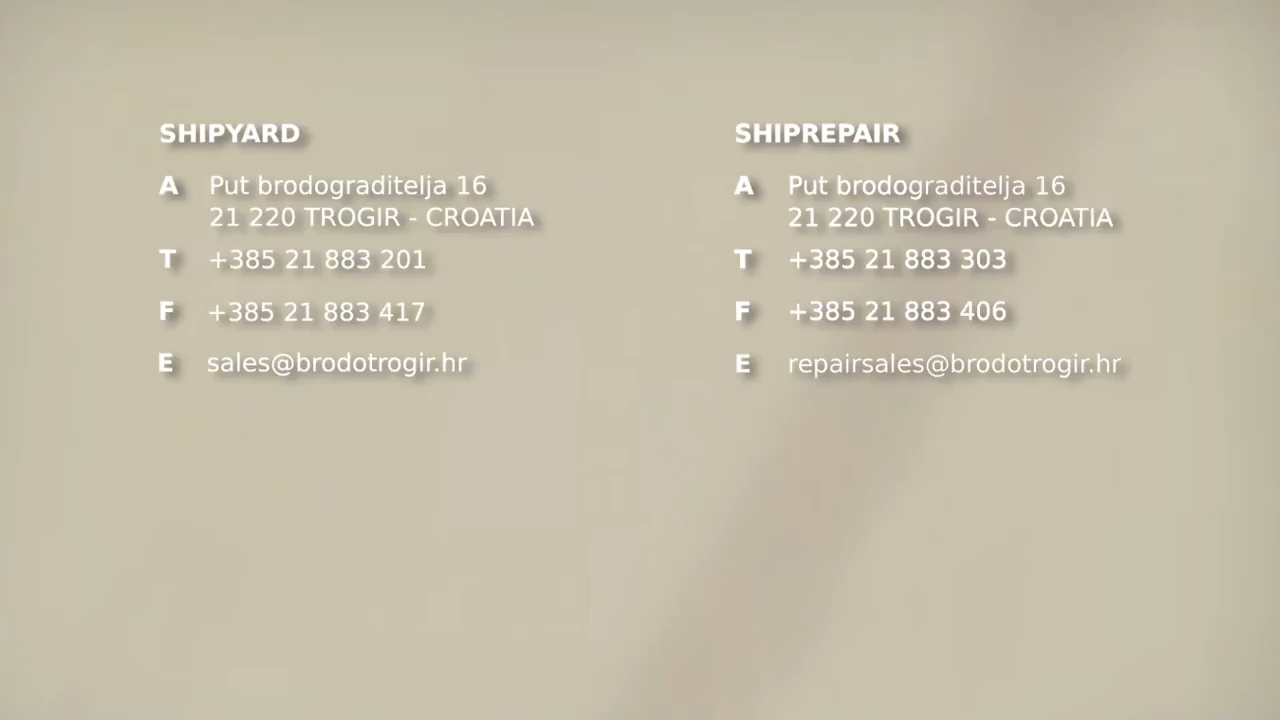 SHIPYARD
A Put brodograditelja 16
21 220 TROGIR - CROATIA
T +385 21 883 201
F +385 21 883 417
E sales@brodotrogir.hr
SHIPREPAIR
A Put brodograditelja 16
21 220 TROGIR - CROATIA
T +385 21 883 303
F +385 21 883 406
E repairsales@brodotrogir.hr